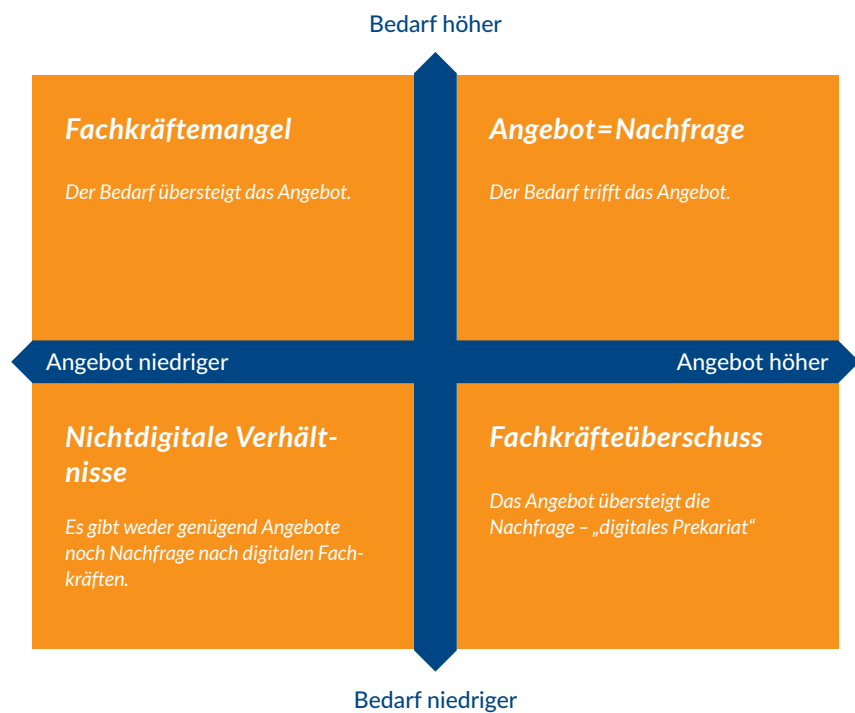 Bedarf höher
Fachkräftemangel
Der Bedarf übersteigt das Angebot.
Angebot=Nachfrage
Der Bedarf trifft das Angebot.
Angebot niedriger
Angebot höher
Nichtdigitale Verhält-
nisse
Es gibt weder genügend Angebote
noch Nachfrage nach digitalen Fach-
kräften.
Fachkräfteüberschuss
Das Angebot übersteigt die
Nachfrage – „digitales Prekariat“
Bedarf niedriger